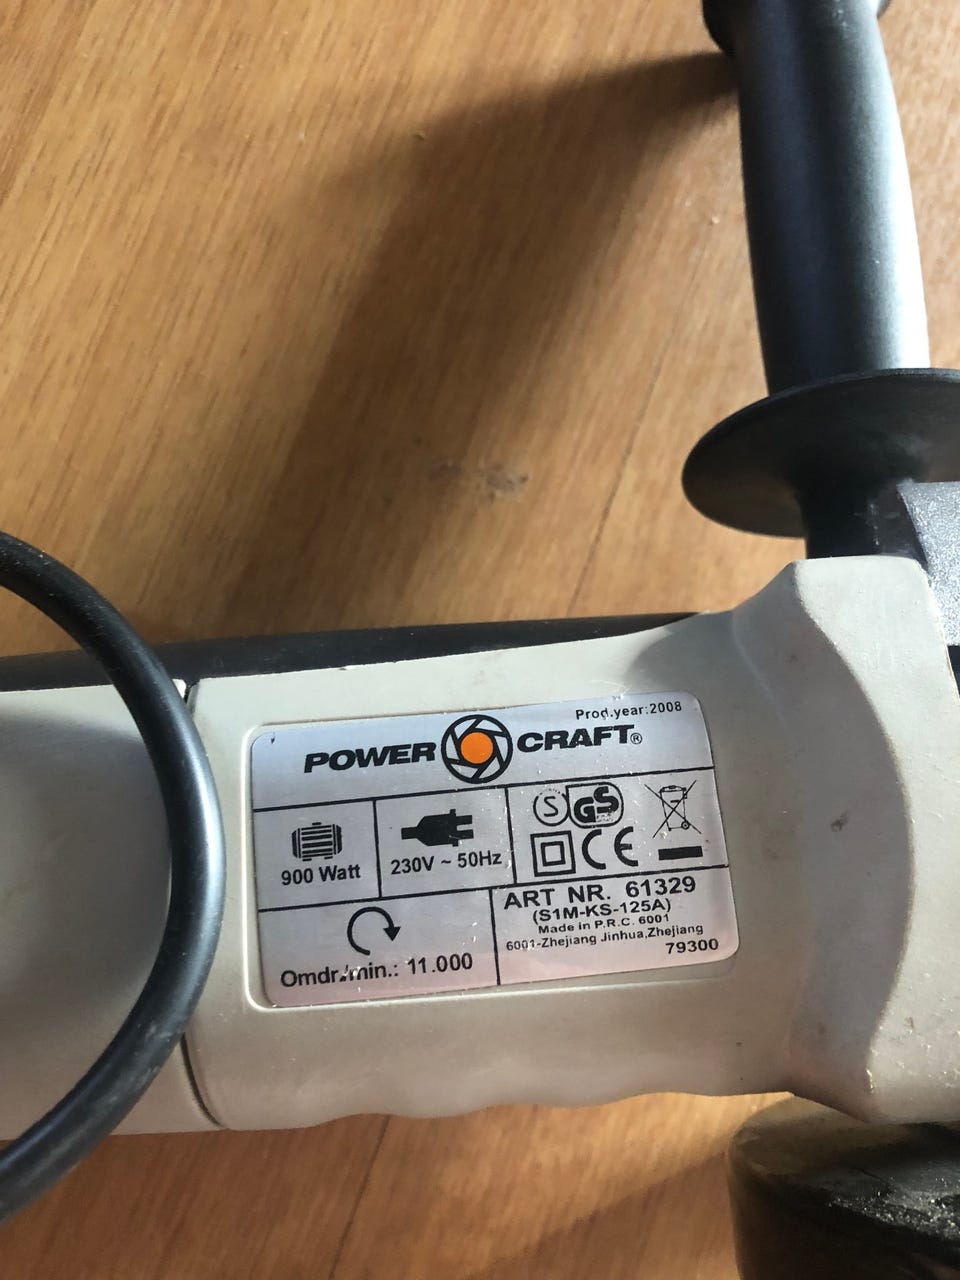 Prod.year:2008
POWER CRAFT®
900 Watt
230V ~ 50Hz
S GS
CE
Omdr./min.: 11.000
ART NR. 61329
(S1M-KS-125A)
Made in P.R.C. 6001
6001-Zhejiang Jinhua,Zhejiang
79300